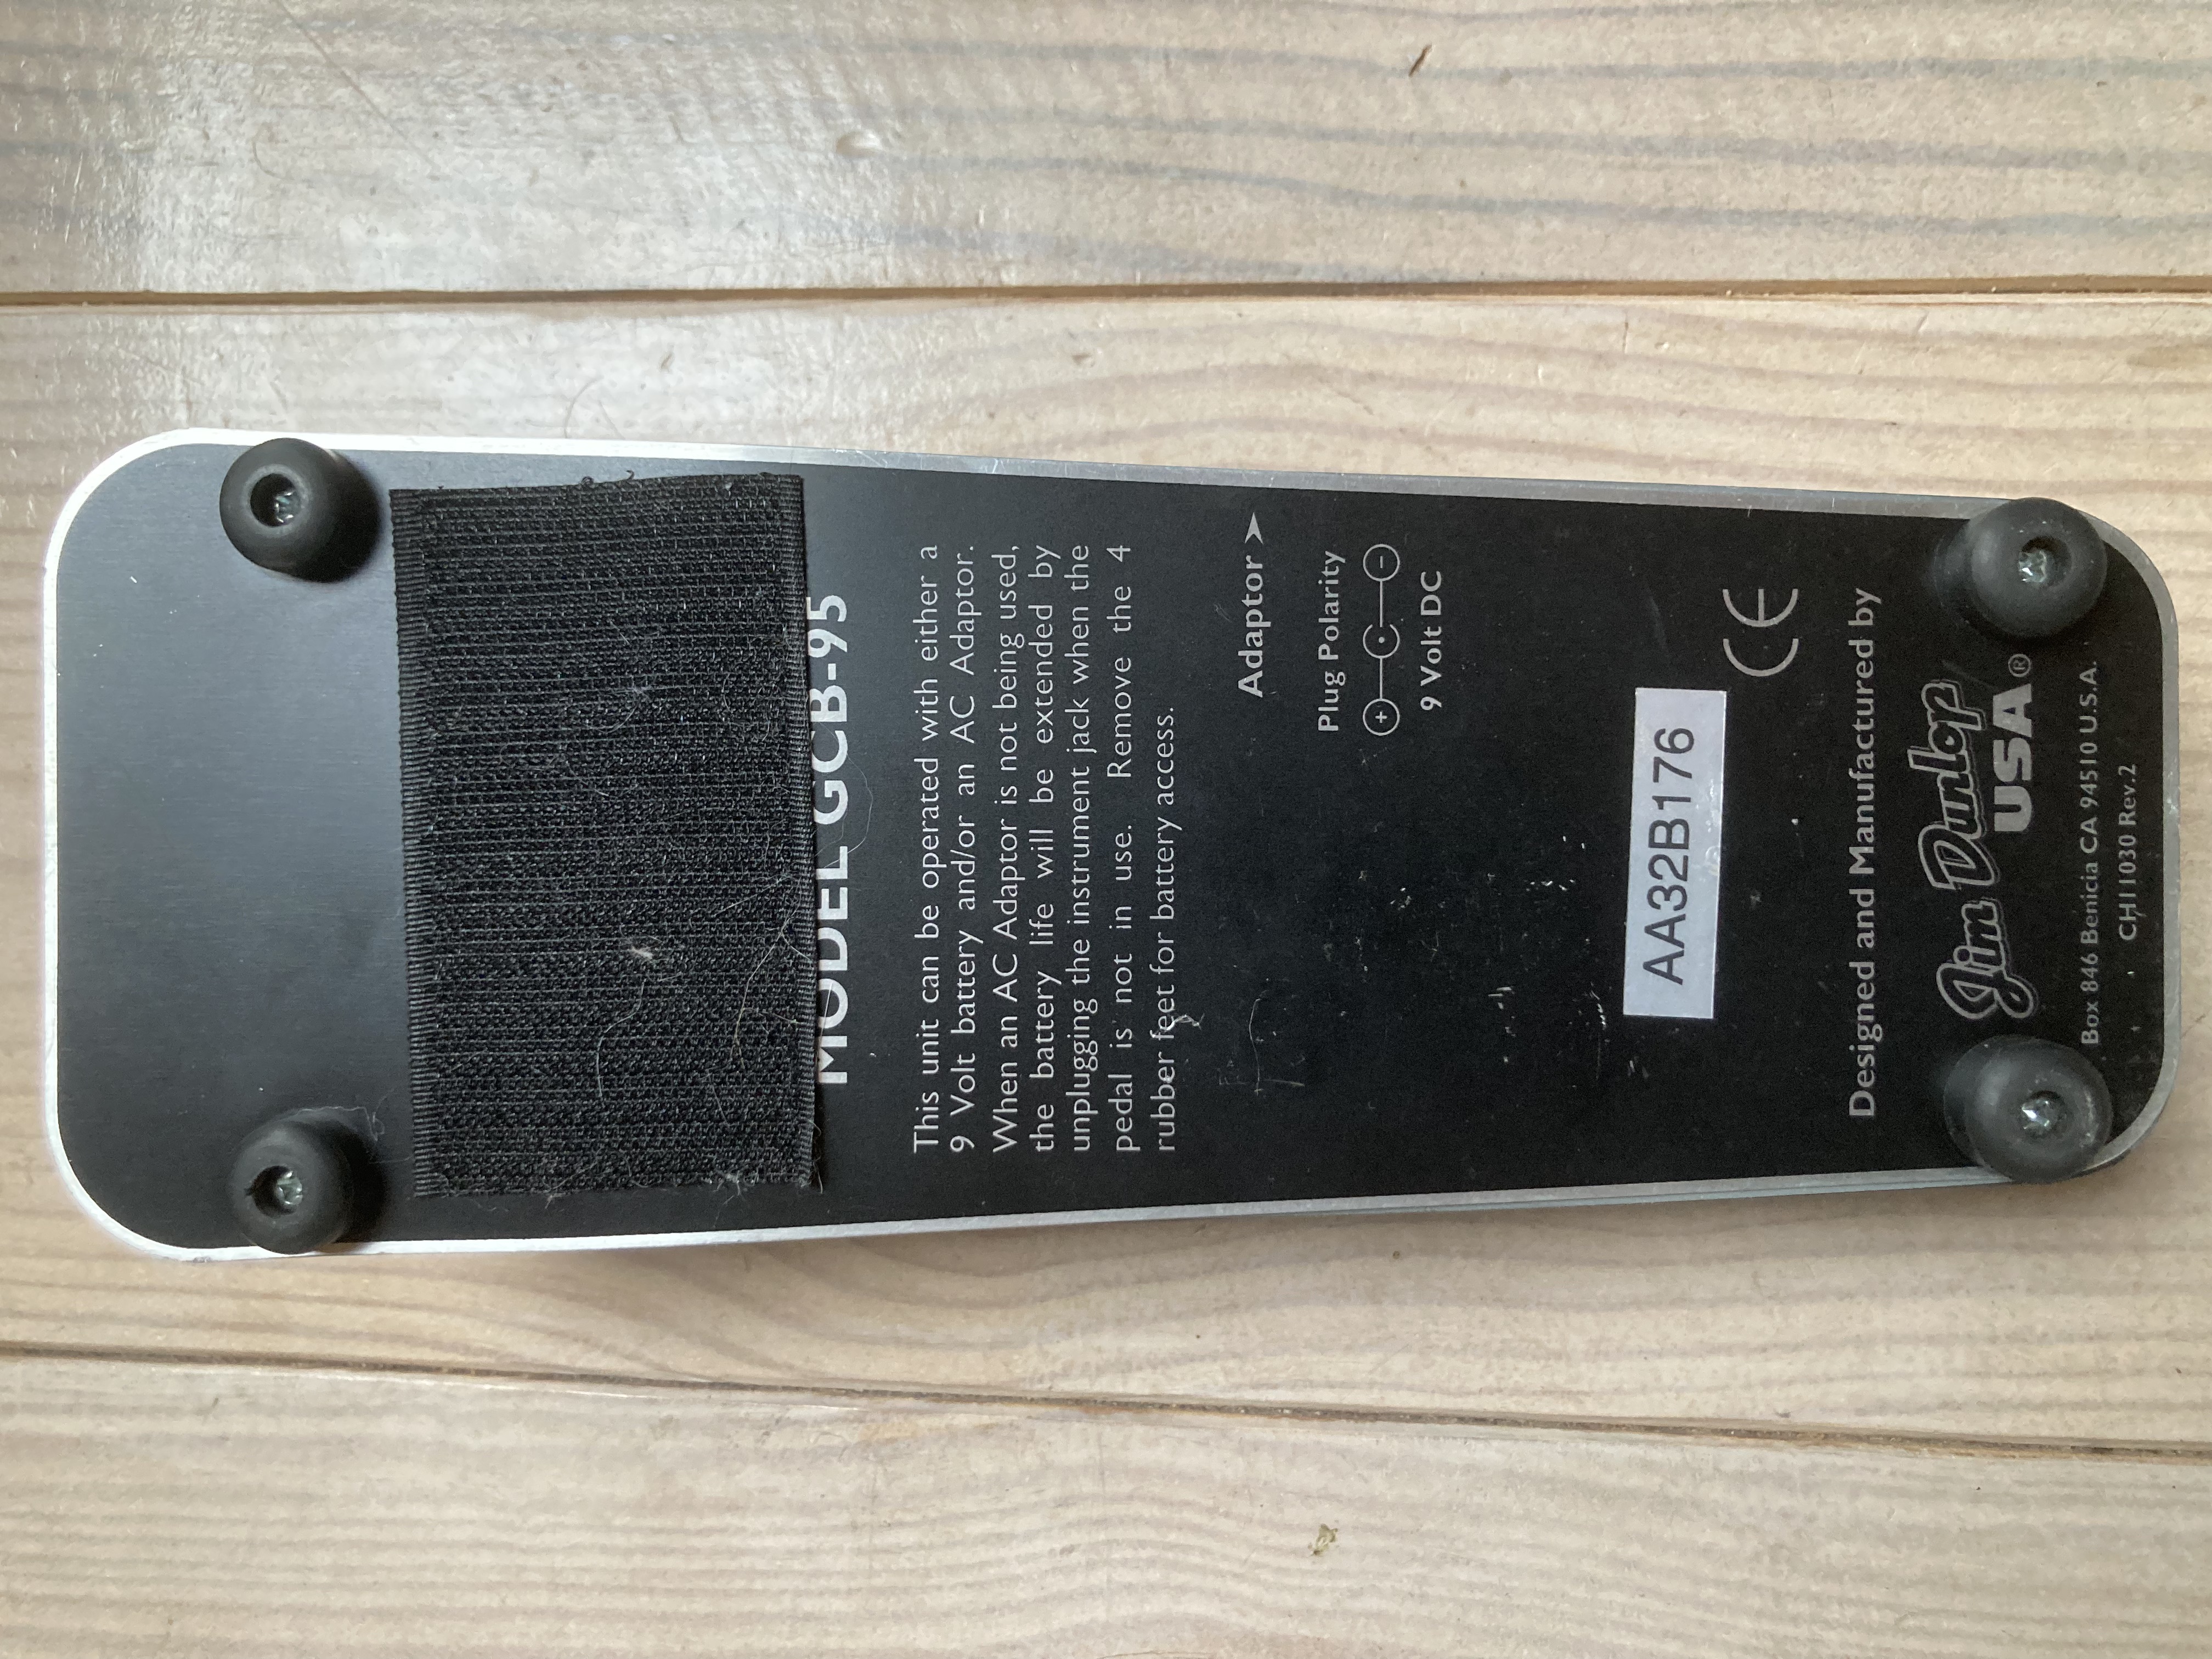 MODEL GCB-95
This unit can be operated with either a
9 Volt battery and/or an AC Adaptor.
When an AC Adaptor is not being used,
the battery life will be extended by
unplugging the instrument jack when the
pedal is not in use. Remove the 4
rubber feet for battery access.
Adaptor
Plug Polarity
+ -
9 Volt DC
AA32B176
CE
Designed and Manufactured by
Jim Dunlop
USA®
Box 846 Benicia CA 94510 U.S.A.
CH11030 Rev.2